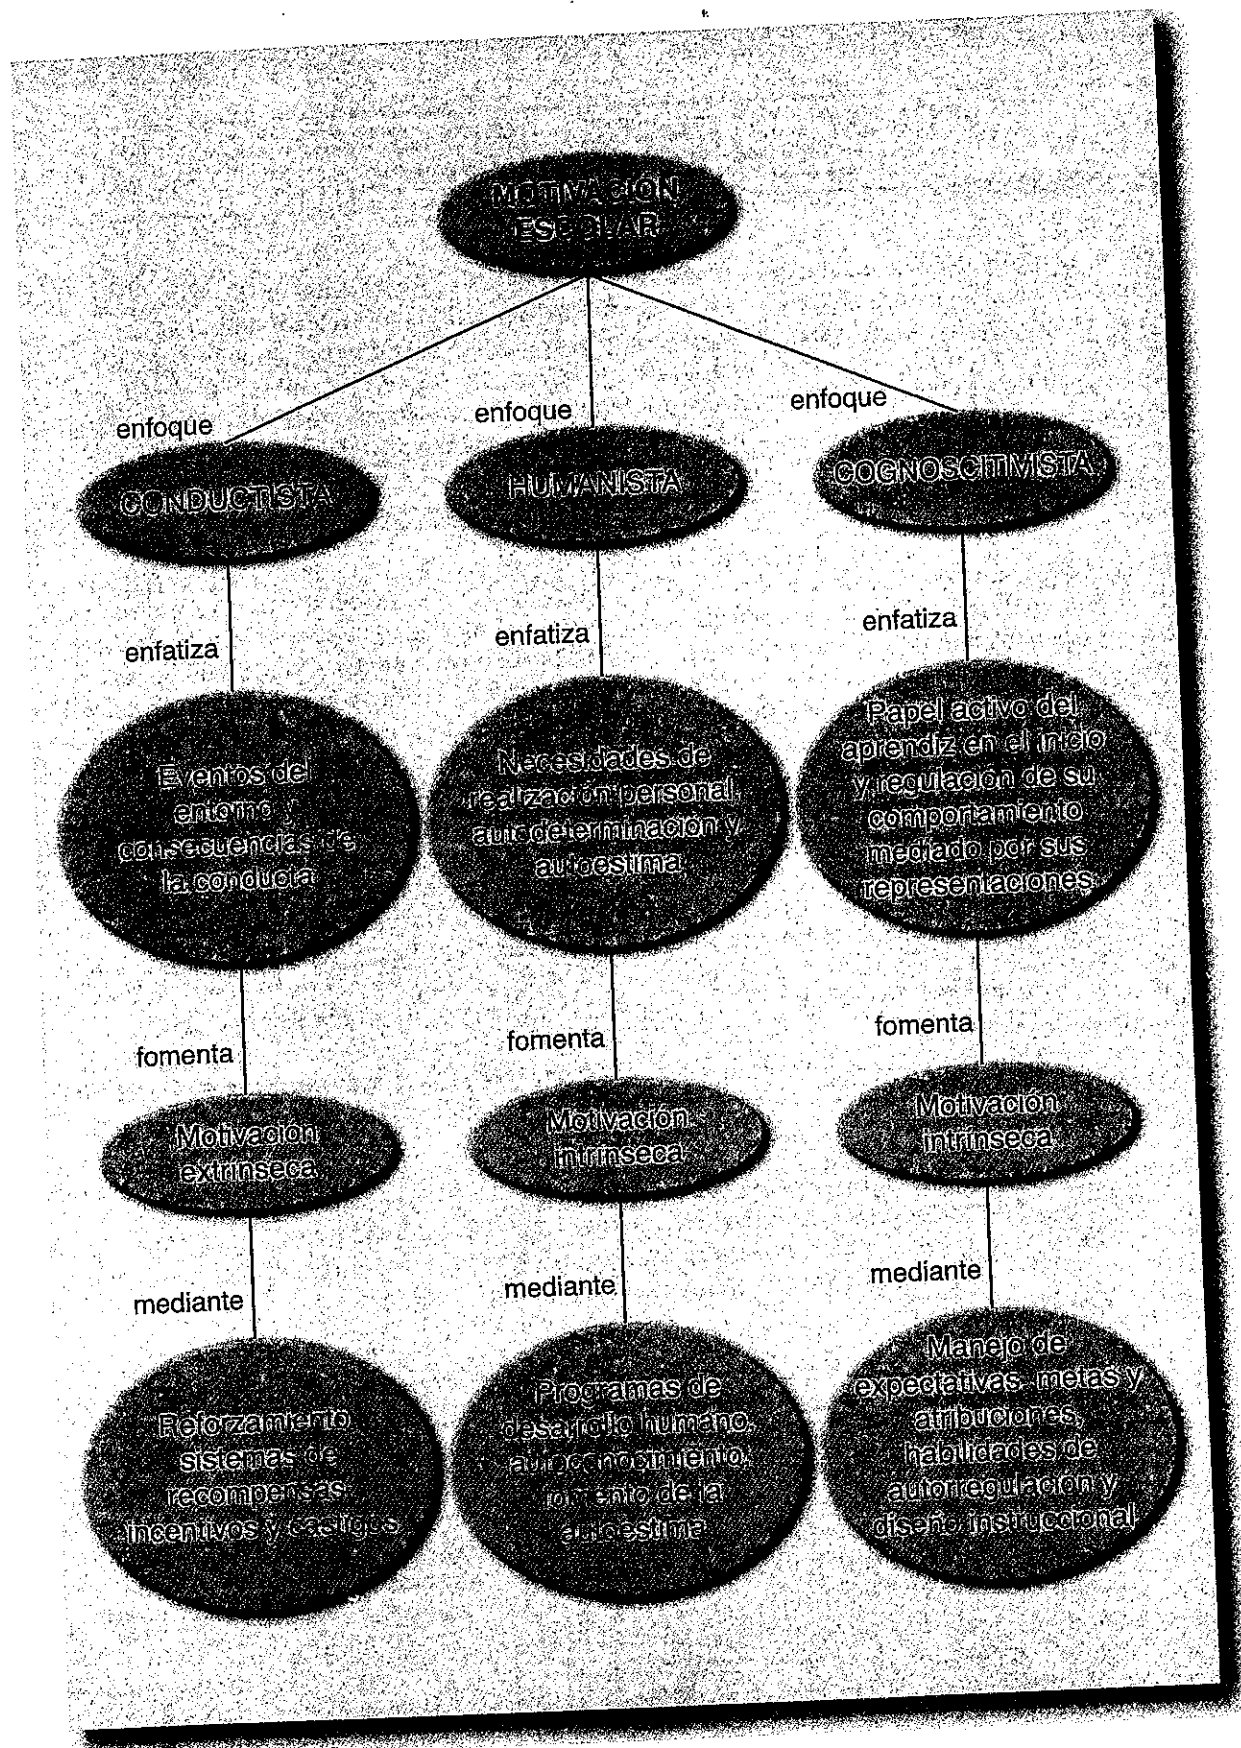 MOTIVACIÓN
ESCOLAR
enfoque
enfoque
enfoque
CONDUCTISTA
HUMANISTA
COGNOSCITIVISTA
enfatiza
enfatiza
enfatiza
Eventos del
entorno y
consecuencias de
la conducta
Necesidades de
realización personal,
autodeterminación y
autoestima
Papel activo del
aprendiz en el inicio
y regulación de su
comportamiento
mediado por sus
representaciones
fomenta
fomenta
fomenta
Motivación
extrínseca
Motivación
intrínseca
Motivación
intrínseca
mediante
mediante
mediante
Reforzamiento,
sistemas de
recompensas,
incentivos y castigos
Programas de
desarrollo humano,
autoconocimiento,
fomento de la
autoestima
Manejo de
expectativas, metas y
atribuciones,
habilidades de
autorregulación y
diseño instruccional